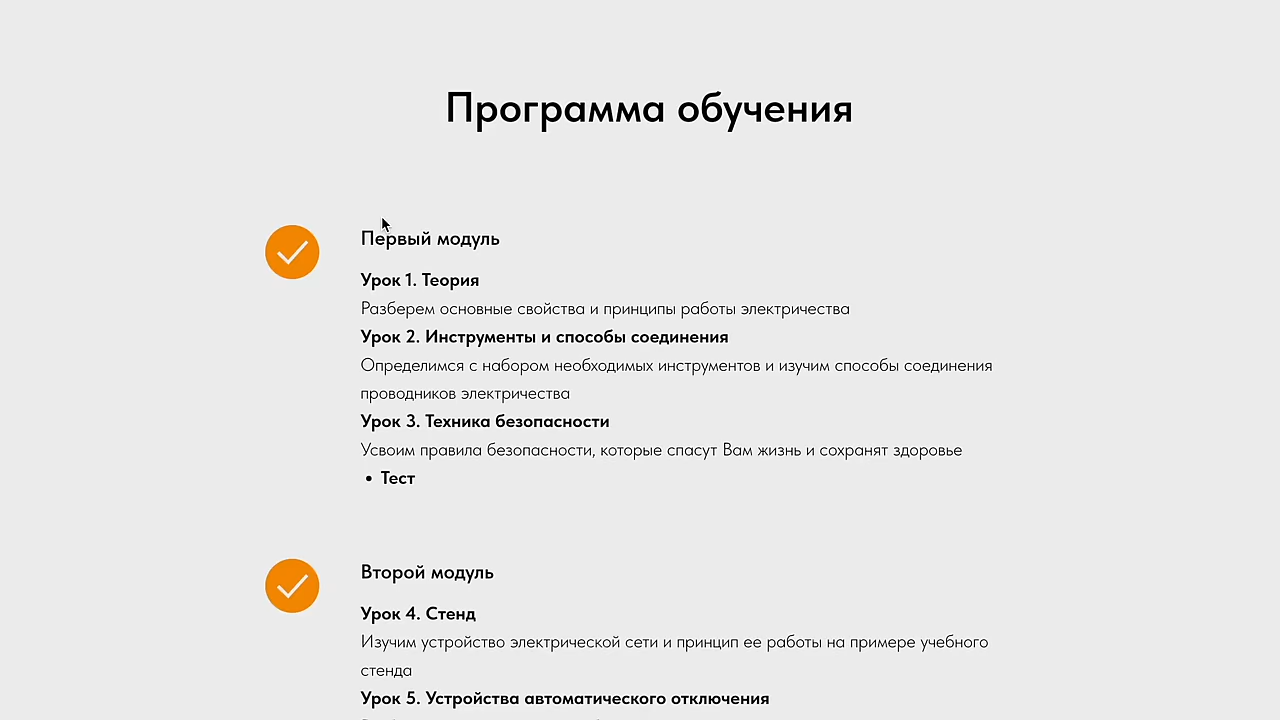 Программа обучения
Первый модуль
Урок 1. Теория
Разберем основные свойства и принципы работы электричества
Урок 2. Инструменты и способы соединения
Определимся с набором необходимых инструментов и изучим способы соединения
проводников электричества
Урок 3. Техника безопасности
Усвоим правила безопасности, которые спасут Вам жизнь и сохранят здоровье
• Тест
Второй модуль
Урок 4. Стенд
Изучим устройство электрической сети и принцип ее работы на примере учебного
стенда
Урок 5. Устройства автоматического отключения